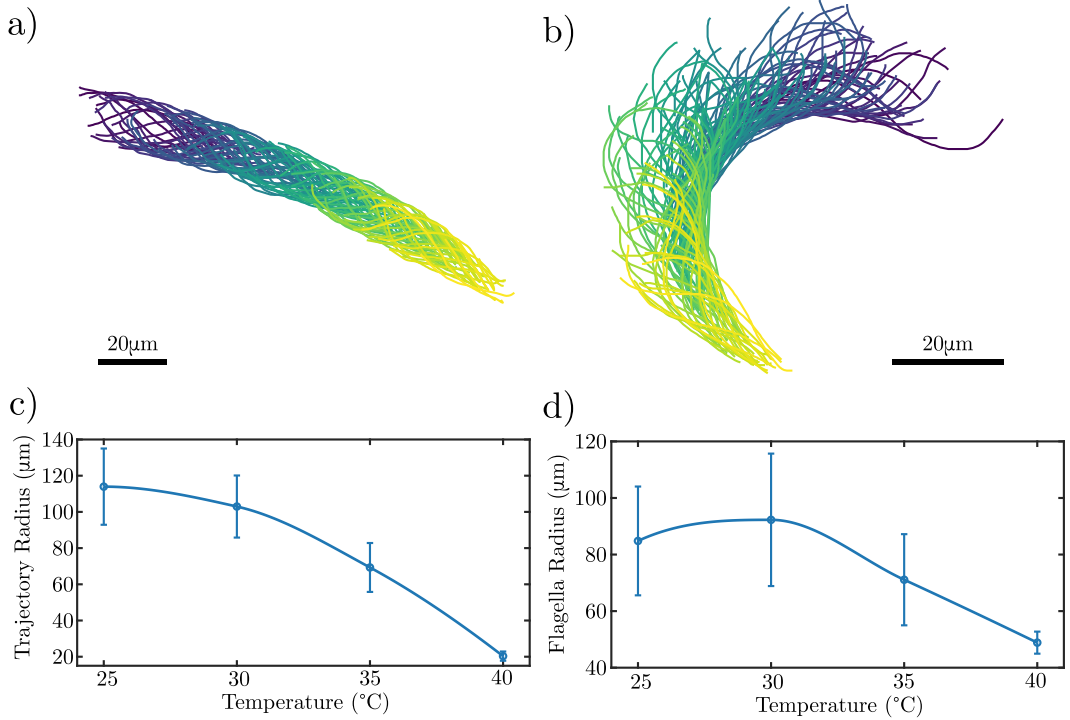 a)
b)
20µm
20µm
c)
d)
Trajectory Radius (µm)
140
120
100
80
60
40
20
25
30
35
40
Temperature (°C)
Flagella Radius (µm)
120
100
80
60
40
25
30
35
40
Temperature (°C)